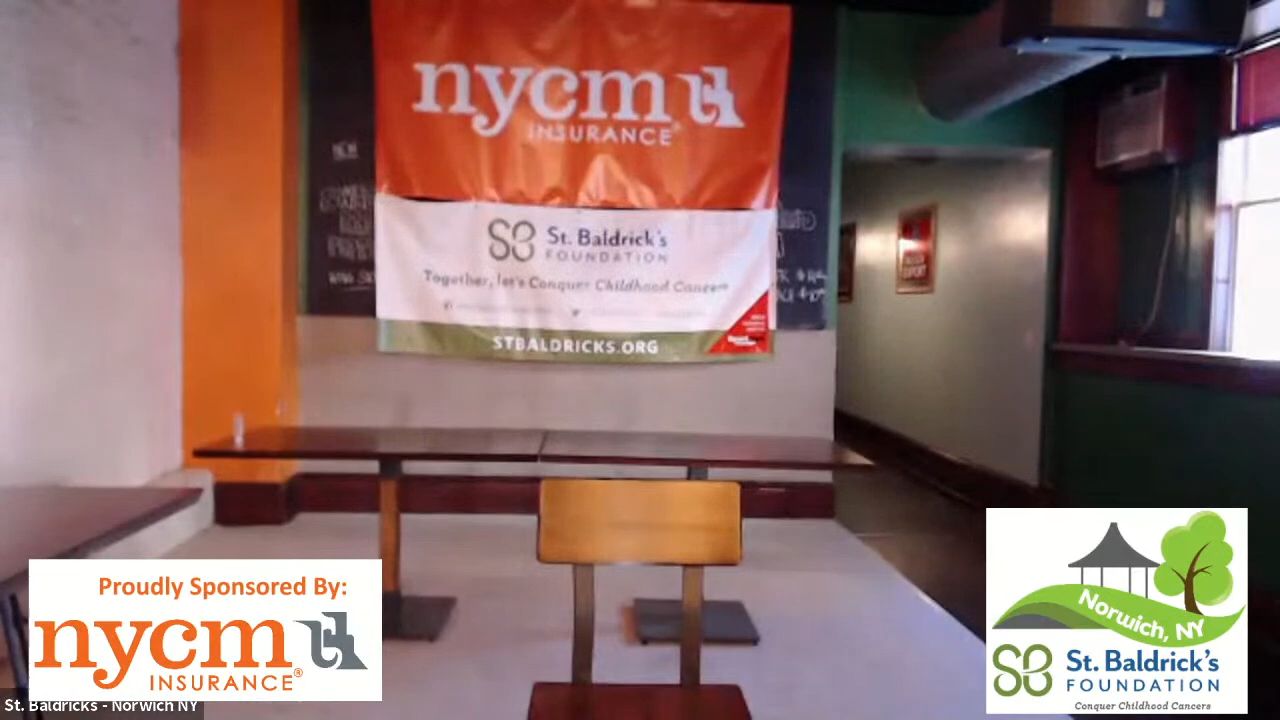 nycm
INSURANCE®
NEW
St. Baldrick's
FOUNDATION
Together, let's Conquer Childhood Cancers
STBALDRICKS.ORG
Proudly Sponsored By:
nycm
INSURANCE®
St. Baldricks - Norwich NY
Norwich, NY
St. Baldrick's
FOUNDATION
Conquer Childhood Cancers